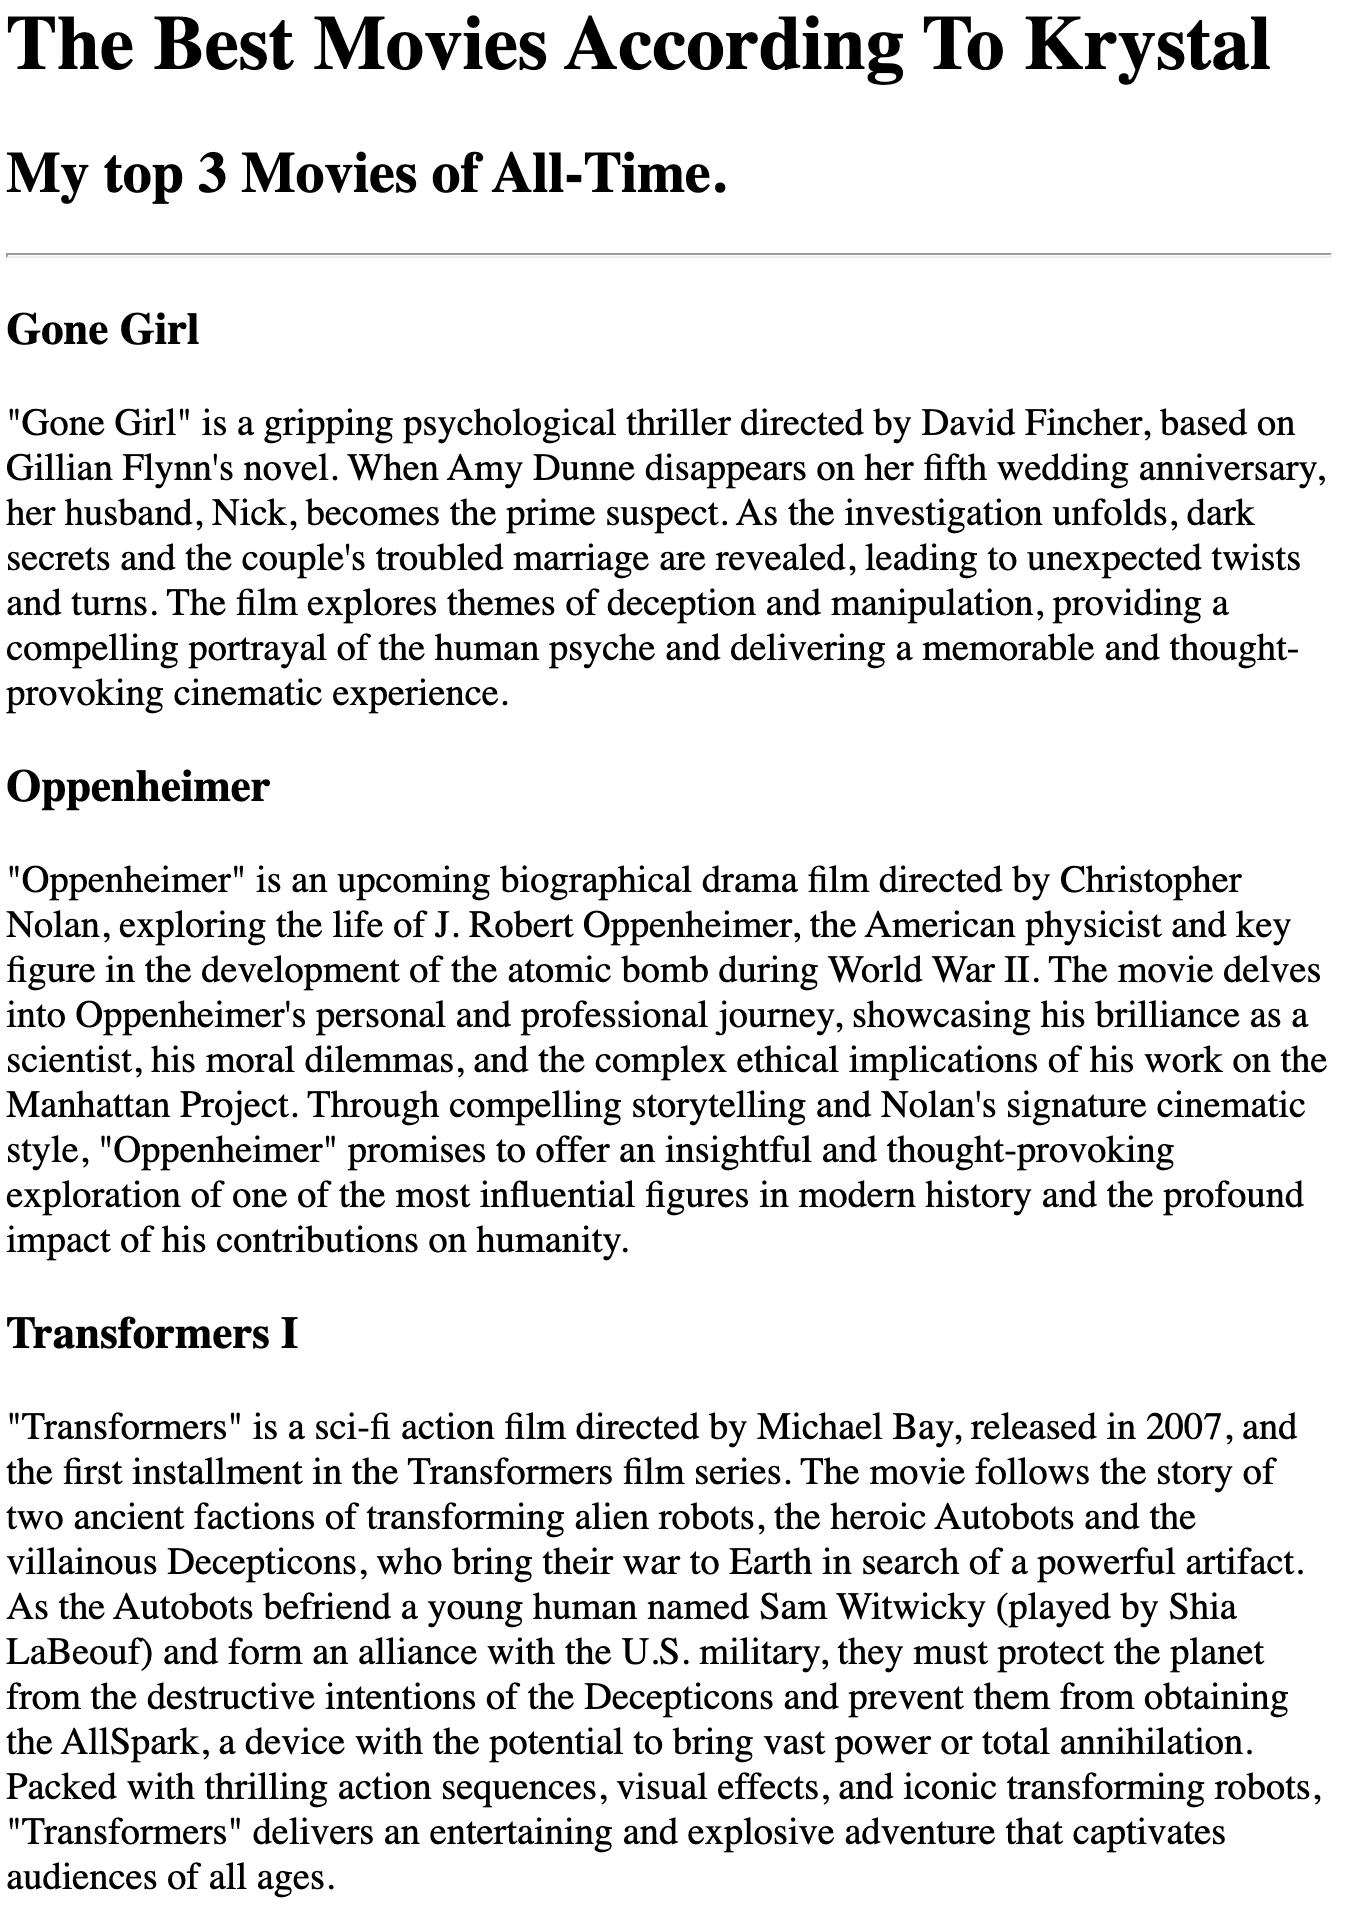 The Best Movies According To Krystal
My top 3 Movies of All-Time.
Gone Girl
"Gone Girl" is a gripping psychological thriller directed by David Fincher, based on
Gillian Flynn's novel. When Amy Dunne disappears on her fifth wedding anniversary,
her husband, Nick, becomes the prime suspect. As the investigation unfolds, dark
secrets and the couple's troubled marriage are revealed, leading to unexpected twists
and turns. The film explores themes of deception and manipulation, providing a
compelling portrayal of the human psyche and delivering a memorable and thought-
provoking cinematic experience.
Oppenheimer
"Oppenheimer" is an upcoming biographical drama film directed by Christopher
Nolan, exploring the life of J. Robert Oppenheimer, the American physicist and key
figure in the development of the atomic bomb during World War II. The movie delves
into Oppenheimer's personal and professional journey, showcasing his brilliance as a
scientist, his moral dilemmas, and the complex ethical implications of his work on the
Manhattan Project. Through compelling storytelling and Nolan's signature cinematic
style, "Oppenheimer" promises to offer an insightful and thought-provoking
exploration of one of the most influential figures in modern history and the profound
impact of his contributions on humanity.
Transformers I
"Transformers" is a sci-fi action film directed by Michael Bay, released in 2007, and
the first installment in the Transformers film series. The movie follows the story of
two ancient factions of transforming alien robots, the heroic Autobots and the
villainous Decepticons, who bring their war to Earth in search of a powerful artifact.
As the Autobots befriend a young human named Sam Witwicky (played by Shia
LaBeouf) and form an alliance with the U.S. military, they must protect the planet
from the destructive intentions of the Decepticons and prevent them from obtaining
the AllSpark, a device with the potential to bring vast power or total annihilation.
Packed with thrilling action sequences, visual effects, and iconic transforming robots,
"Transformers" delivers an entertaining and explosive adventure that captivates
audiences of all ages.